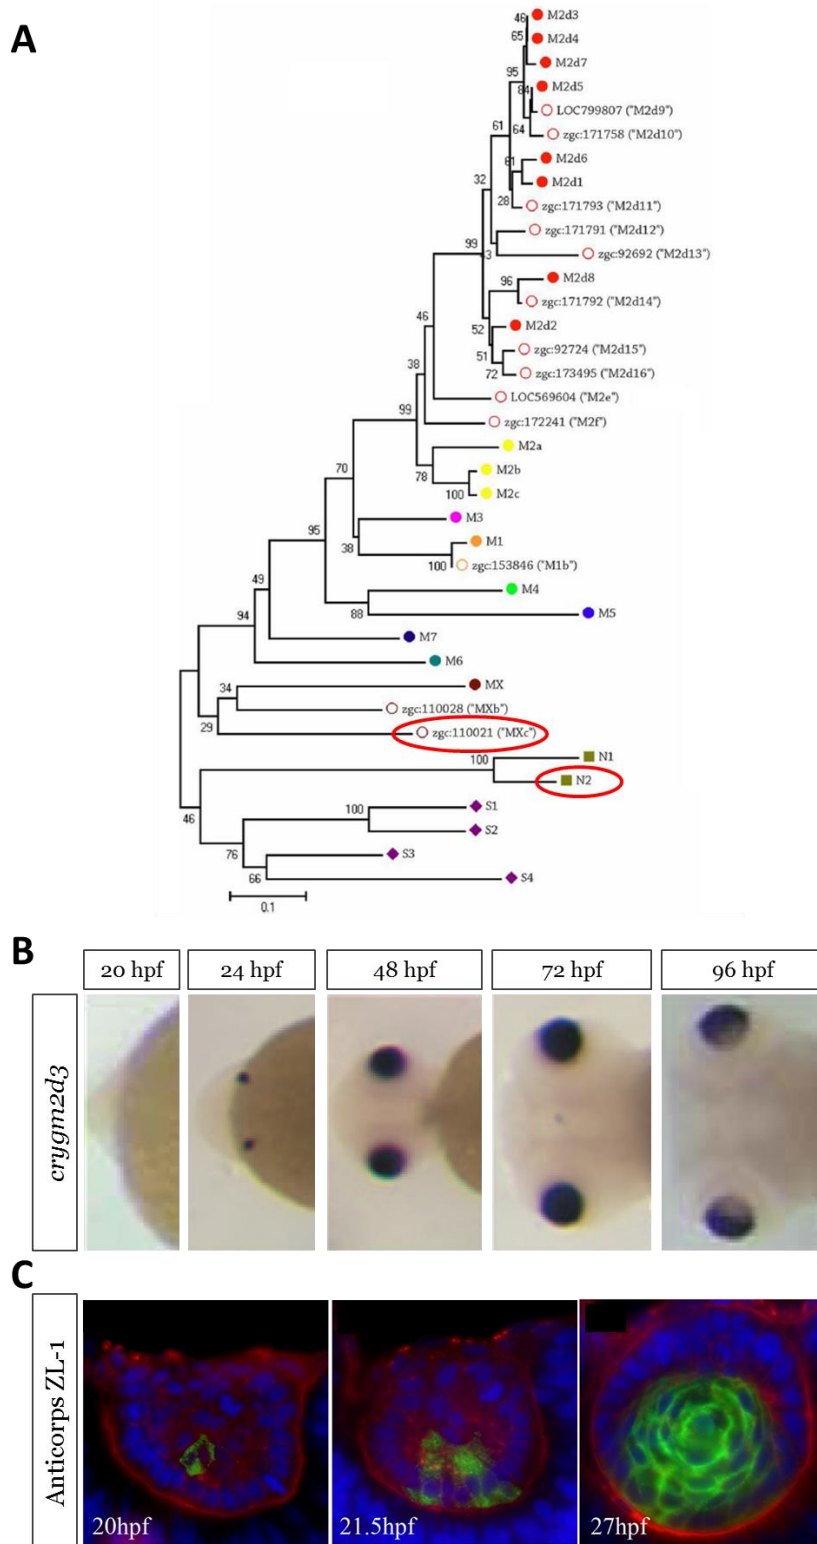 A
46
M2d3
65
M2d4
M2d7
95
84
M2d5
LOC799807 ("M2d9")
61
64
zgc:171758 ("M2d10")
61
M2d6
32
M2d1
28
zgc:171793 ("M2d11")
zgc:171791 ("M2d12")
99
zgc:92692 ("M2d13")
96
M2d8
zgc:171792 ("M2d14")
46
52
M2d2
51
zgc:92724 ("M2d15")
38
72
zgc:173495 ("M2d16")
LOC569604 ("M2e")
99
zgc:172241 ("M2f")
M2a
70
78
M2b
100
M2c
95
M3
38
M1
100
zgc:153846 ("M1b")
49
M4
88
M5
94
M7
M6
34
MX
zgc:110028 ("MXb")
29
zgc:110021 ("MXc")
100
N1
N2
46
100
S1
S2
76
S3
66
S4
0.1
B
20 hpf
24 hpf
48 hpf
72 hpf
96 hpf
crygm2d3
C
Anticorps ZL-1
20hpf
21.5hpf
27hpf